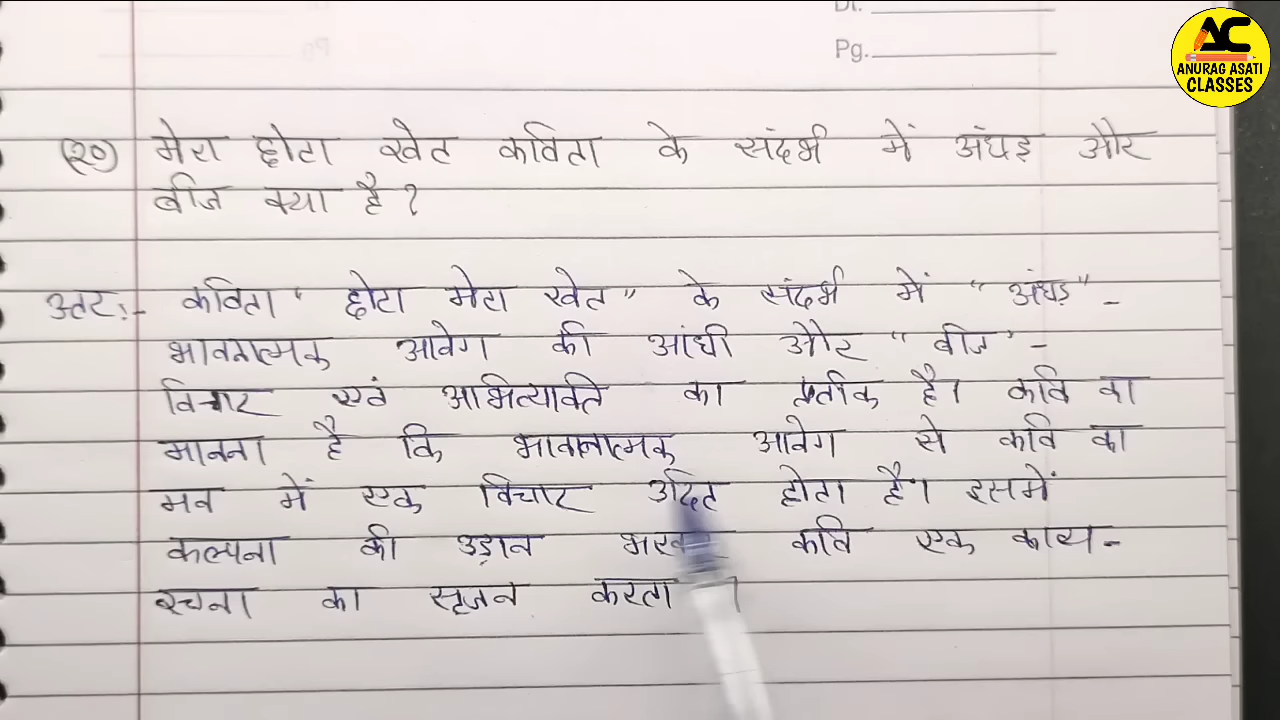 Dt.
Pg.
AC
ANURAG ASATI
CLASSES
(२०) मेरा छोटा खेत कविता के संदर्भ में अंधड़ और
बीज क्या है ?
उत्तर:- कविता "छोटा मेरा खेत" के संदर्भ में "अंधड़" -
भावनात्मक आवेग की आंधी और "बीज" -
विचार एवं अभिव्यक्ति का प्रतीक है। कवि का
मानना है कि भावनात्मक आवेग से कवि का
मन में एक विचार उदित होता है। इसमें
कल्पना की उड़ान भरकर कवि एक काव्य-
रचना का सृजन करता ।